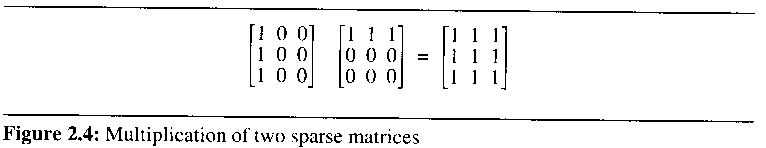 [1 0 0] [1 1 1] [1 1 1]
[1 0 0] [0 0 0] = [1 1 1]
[1 0 0] [0 0 0] [1 1 1]
Figure 2.4: Multiplication of two sparse matrices